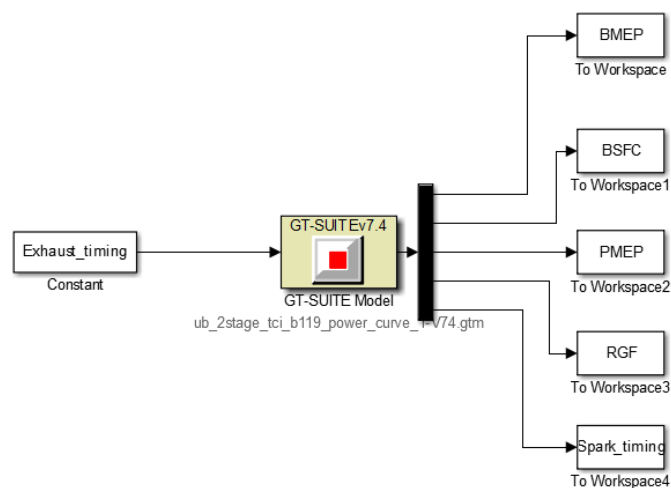 BMEP
To Workspace
BSFC
To Workspace1
GT-SUITEv7.4
Exhaust_timing
PMEP
Constant
To Workspace2
GT-SUITE Model
ub_2stage_tci_b119_power_curve_1-V74.gtm
RGF
To Workspace3
Spark_timing
To Workspace4